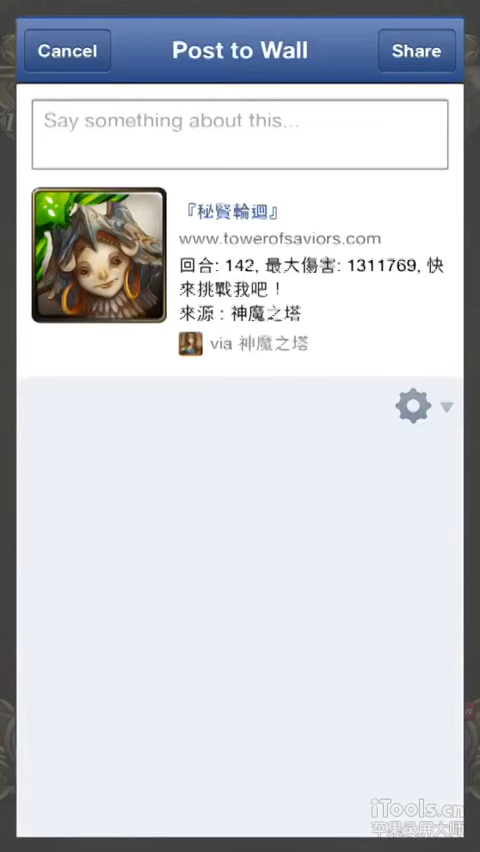 Cancel
Post to Wall
Share
Say something about this...
『秘賢輪迴』
www.towerofsaviors.com
回合: 142, 最大傷害: 1311769, 快
來挑戰我吧！
來源：神魔之塔
via 神魔之塔
iTools.cn
苹果录屏大师